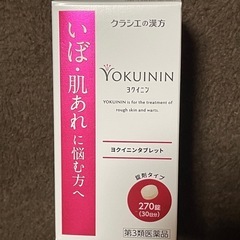 クラシエの漢方
いぼ・肌あれに悩む方へ
YOKUININ
ヨクイニン
YOKUININ is for the treatment of
rough skin and warts.
ヨクイニンタブレット
錠剤タイプ
270錠
(30日分)
第3類医薬品